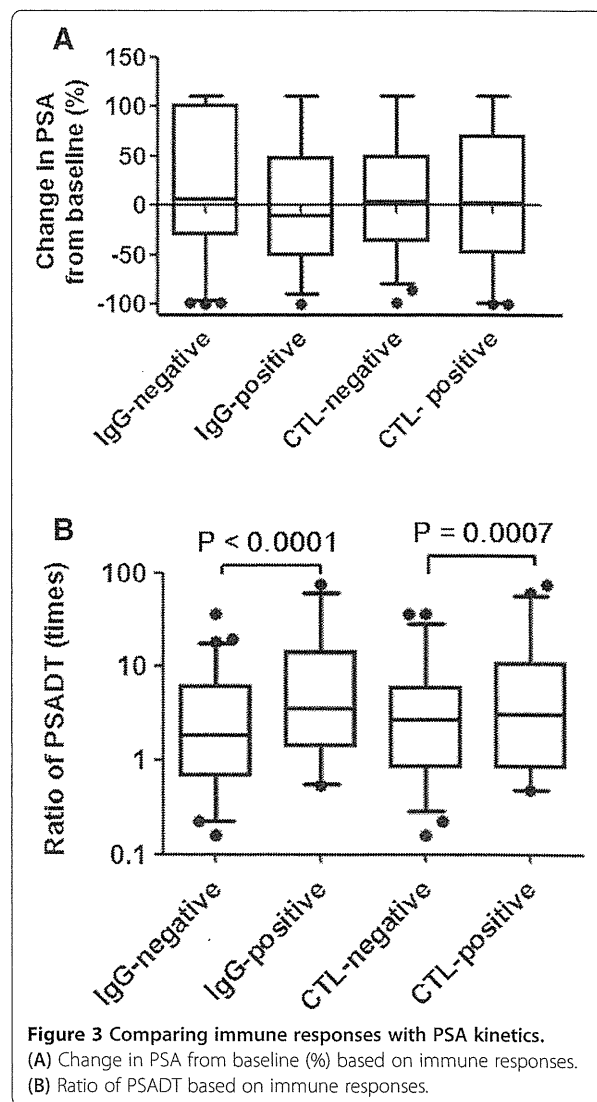 A
150
100
50
0
-50
-100
Change in PSA
from baseline (%)
IgG-negative
IgG-positive
CTL-negative
CTL- positive
B
P < 0.0001
P = 0.0007
100
10
1
0.1
Ratio of PSADT (times)
IgG-negative
IgG-positive
CTL-negative
CTL-positive
Figure 3 Comparing immune responses with PSA kinetics.
(A) Change in PSA from baseline (%) based on immune responses.
(B) Ratio of PSADT based on immune responses.